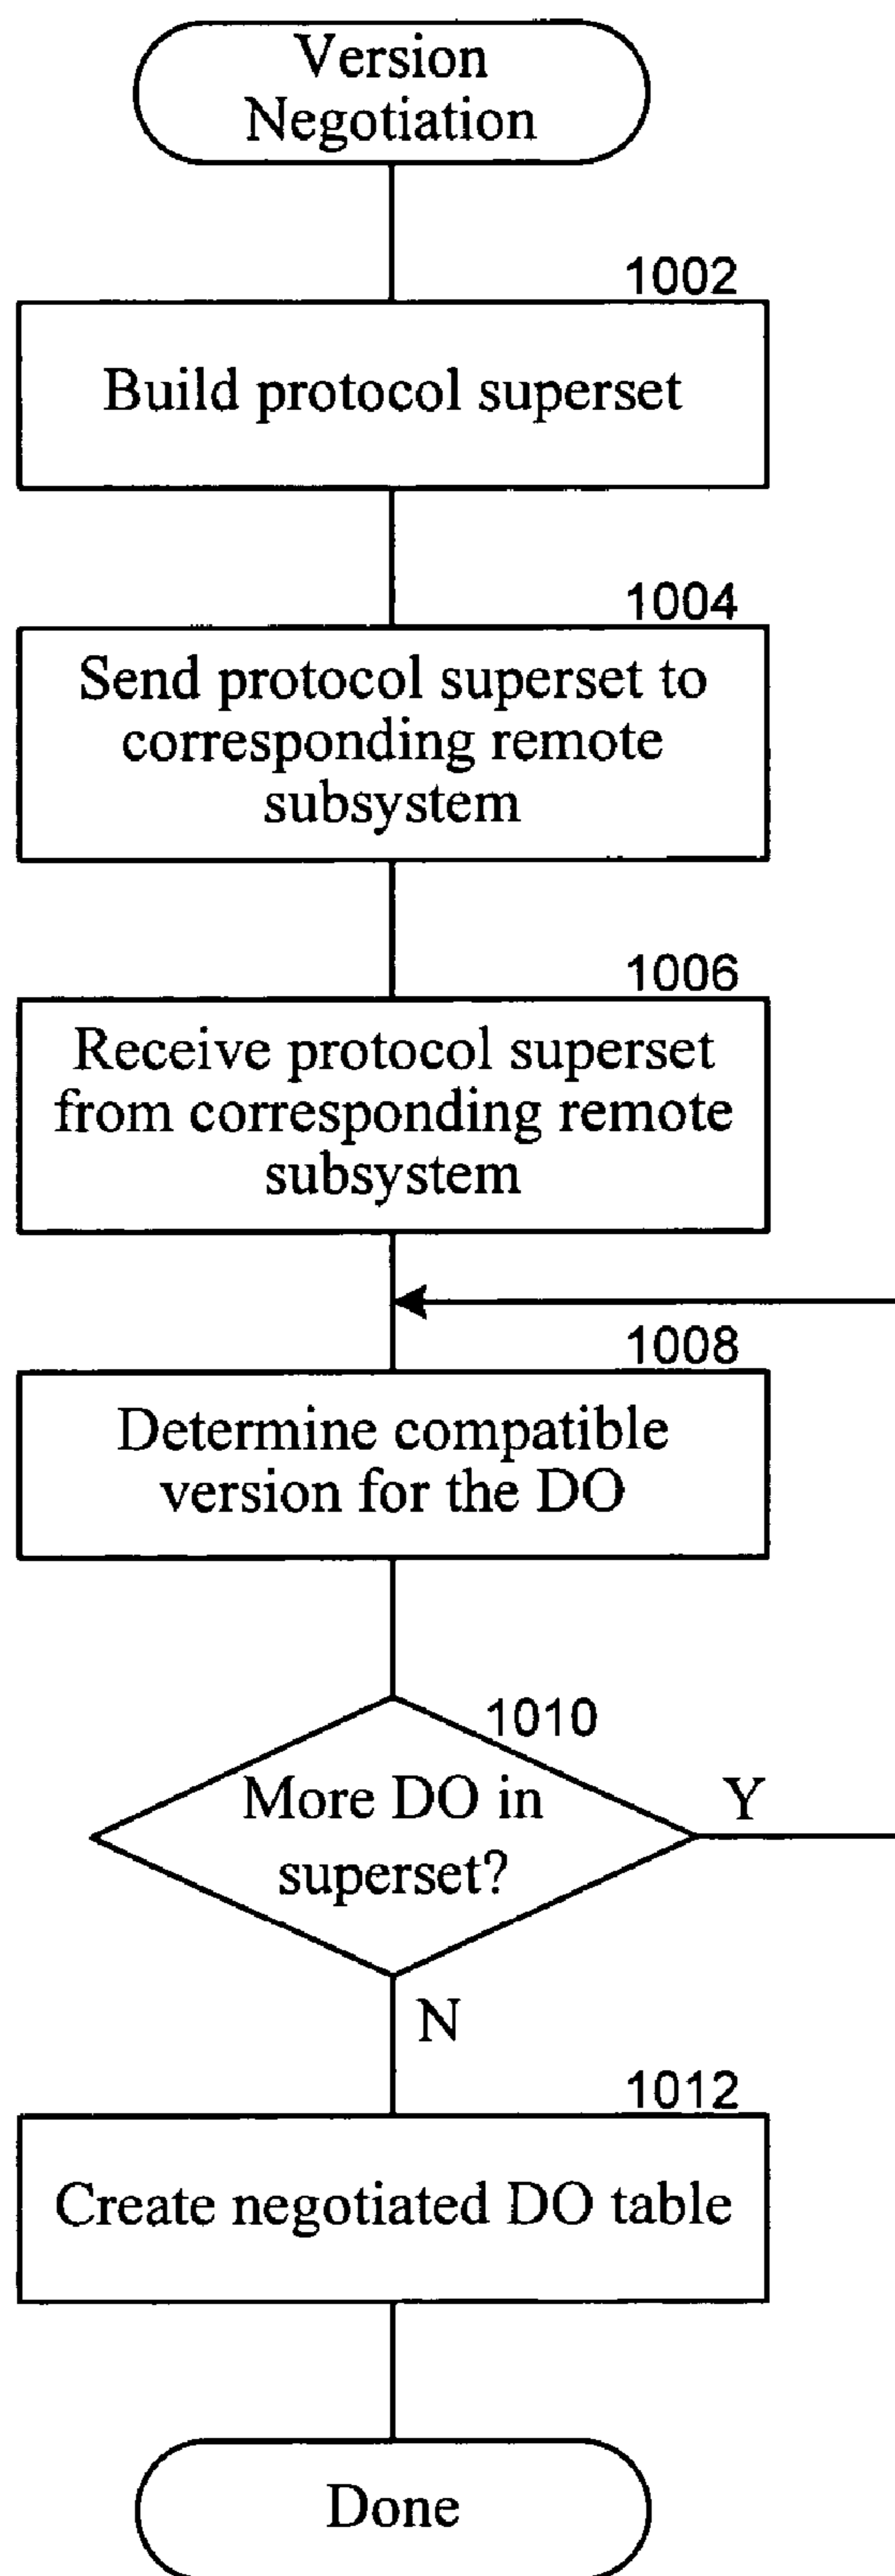 Version
Negotiation
1002
Build protocol superset
1004
Send protocol superset to
corresponding remote
subsystem
1006
Receive protocol superset
from corresponding remote
subsystem
1008
Determine compatible
version for the DO
1010
More DO in
superset?
Y
N
1012
Create negotiated DO table
Done